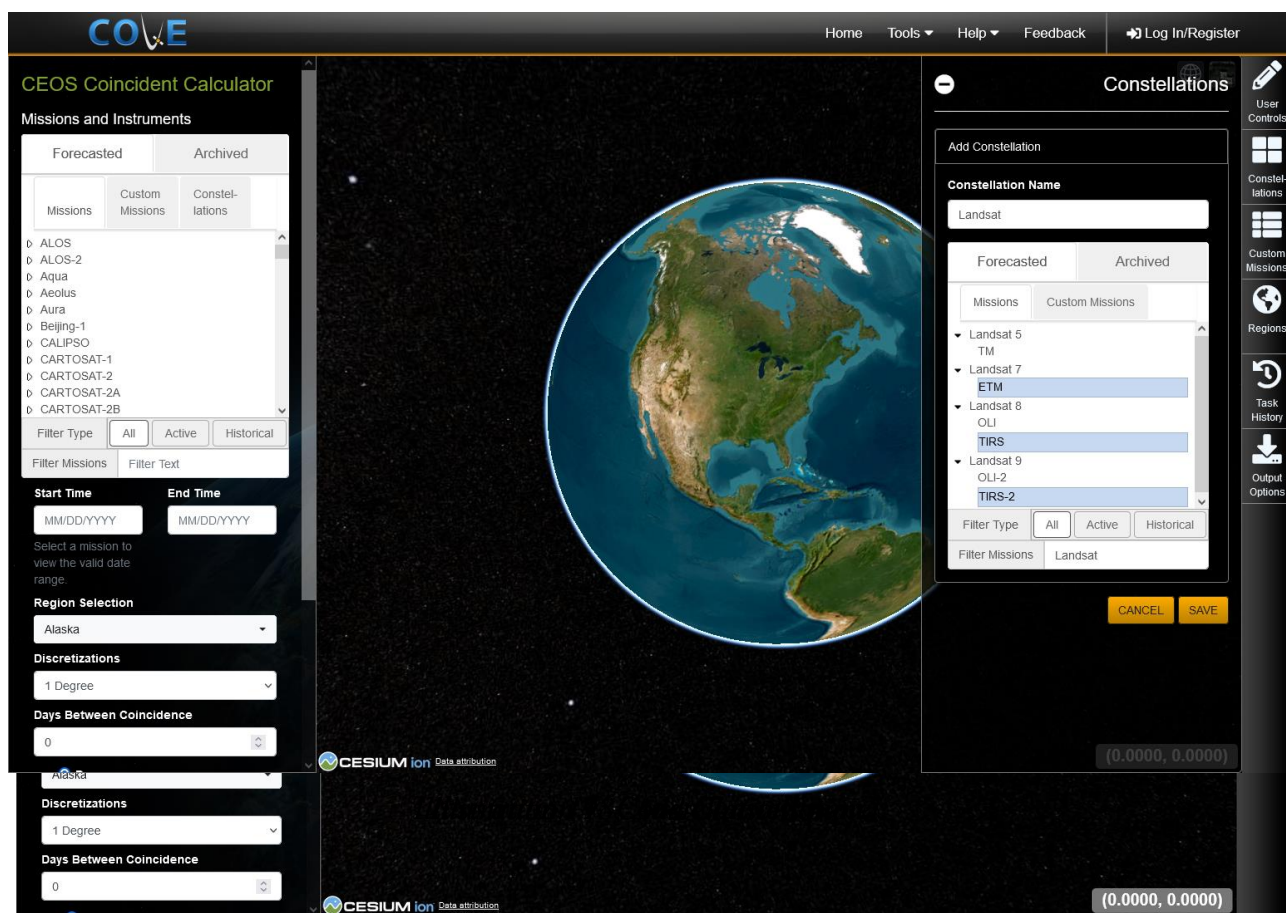 COVE
Home Tools Help Feedback Log In/Register
CEOS Coincident Calculator
Missions and Instruments
Forecasted Archived
Missions
Custom
Missions
Constel-
lations
ALOS
ALOS-2
Aqua
Aeolus
Aura
Beijing-1
CALIPSO
CARTOSAT-1
CARTOSAT-2
CARTOSAT-2A
CARTOSAT-2B
Filter Type All Active Historical
Filter Missions Filter Text
Start Time End Time
MM/DD/YYYY MM/DD/YYYY
Select a mission to
view the valid date
range.
Region Selection
Alaska
Discretizations
1 Degree
Days Between Coincidence
0
Alaska
Discretizations
1 Degree
Days Between Coincidence
0
CESIUM ion Data attribution
CESIUM ion Data attribution
Constellations
Add Constellation
Constellation Name
Landsat
Forecasted Archived
Missions Custom Missions
Landsat 5
TM
Landsat 7
ETM
Landsat 8
OLI
TIRS
Landsat 9
OLI-2
TIRS-2
Filter Type All Active Historical
Filter Missions Landsat
CANCEL SAVE
(0.0000, 0.0000)
(0.0000, 0.0000)
User
Controls
Constel-
lations
Custom
Missions
Regions
Task
History
Output
Options